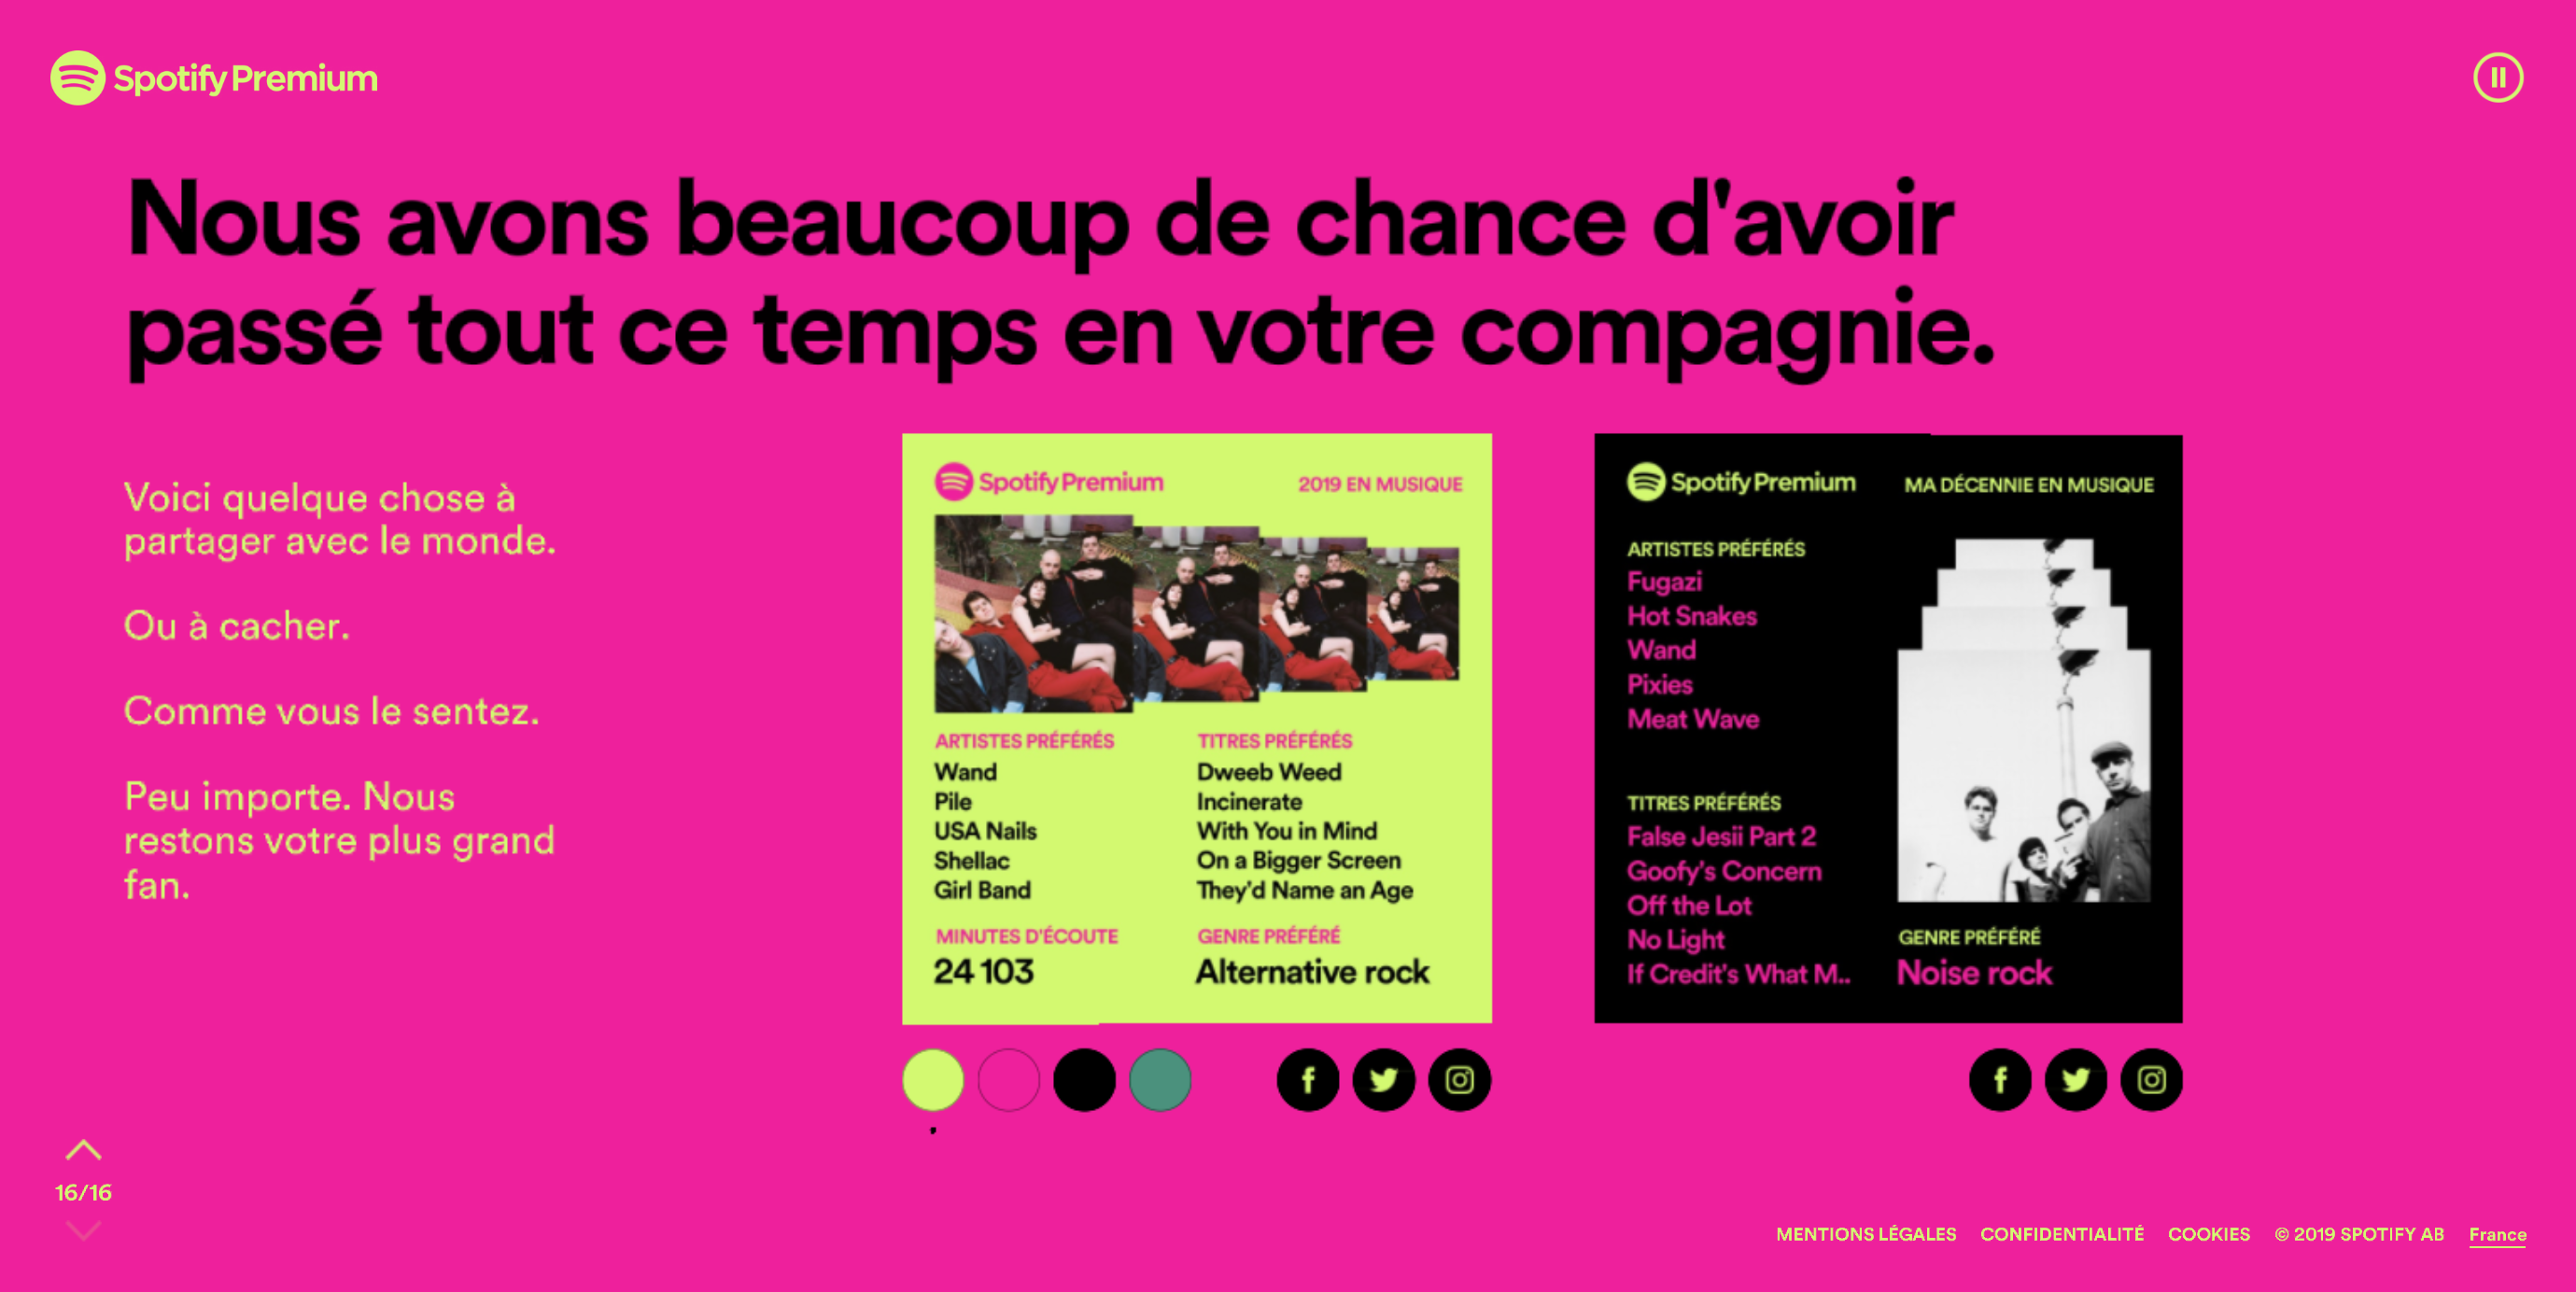 Spotify Premium
Nous avons beaucoup de chance d'avoir
passé tout ce temps en votre compagnie.
Voici quelque chose à
partager avec le monde.
Ou à cacher.
Comme vous le sentez.
Peu importe. Nous
restons votre plus grand
fan.
Spotify Premium
2019 EN MUSIQUE
ARTISTES PRÉFÉRÉS
Wand
Pile
USA Nails
Shellac
Girl Band
TITRES PRÉFÉRÉS
Dweeb Weed
Incinerate
With You in Mind
On a Bigger Screen
They'd Name an Age
MINUTES D'ÉCOUTE
24 103
GENRE PRÉFÉRÉ
Alternative rock
Spotify Premium
MA DÉCENNIE EN MUSIQUE
ARTISTES PRÉFÉRÉS
Fugazi
Hot Snakes
Wand
Pixies
Meat Wave
TITRES PRÉFÉRÉS
False Jesii Part 2
Goofy's Concern
Off the Lot
No Light
If Credit's What M..
GENRE PRÉFÉRÉ
Noise rock
16/16
MENTIONS LÉGALES CONFIDENTIALITÉ COOKIES © 2019 SPOTIFY AB France